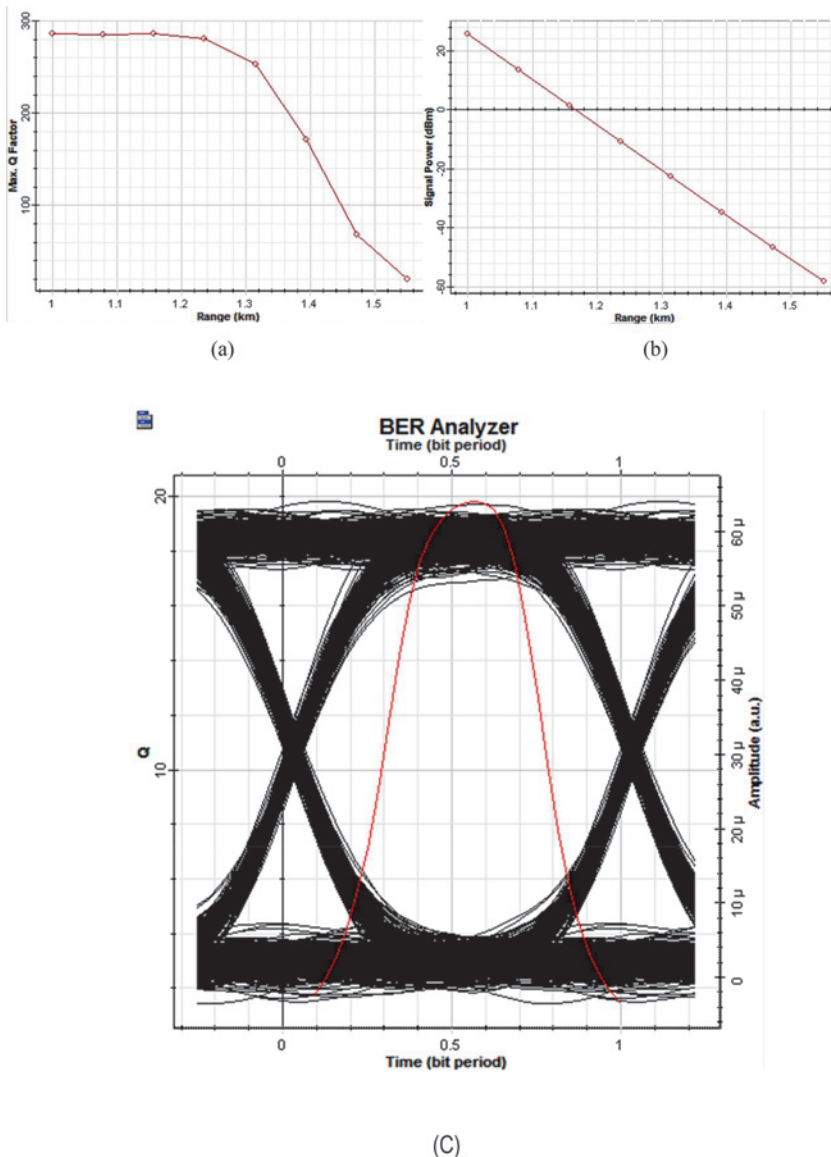 300
200
100
Max. Q Factor
1 1.1 1.2 1.3 1.4 1.5
Range (km)
(a)
20
0
-20
-40
-60
Signal Power (dBm)
1 1.1 1.2 1.3 1.4 1.5
Range (km)
(b)
BER Analyzer
Time (bit period)
0 0.5 1
20
10
Q
60 µ
50 µ
40 µ
30 µ
20 µ
10 µ
0
Amplitude (a.u.)
0 0.5 1
Time (bit period)
(C)